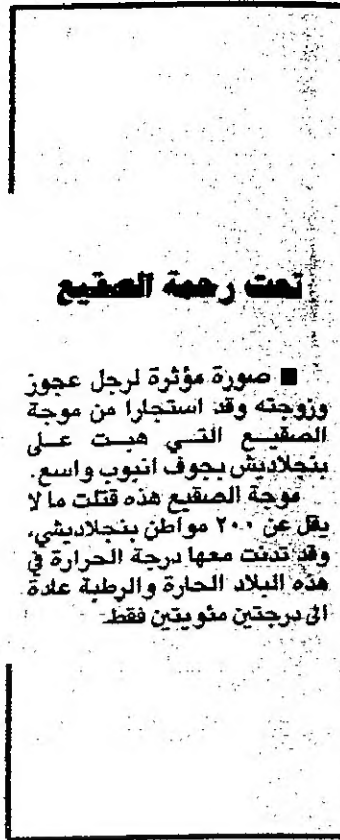 تحت رحمة الصقيع
■ صورة مؤثرة لرجل عجوز
وزوجته وقد استجارا من موجة
الصقيع التي هبت على
بنجلاديش بجوف انبوب واسع.
موجة الصقيع هذه قتلت ما لا
يقل عن ٢٠٠ مواطن بنجلاديشي،
وقد تدنت معها درجة الحرارة في
هذه البلاد الحارة والرطبة عادة
الى درجتين مئويتين فقط.